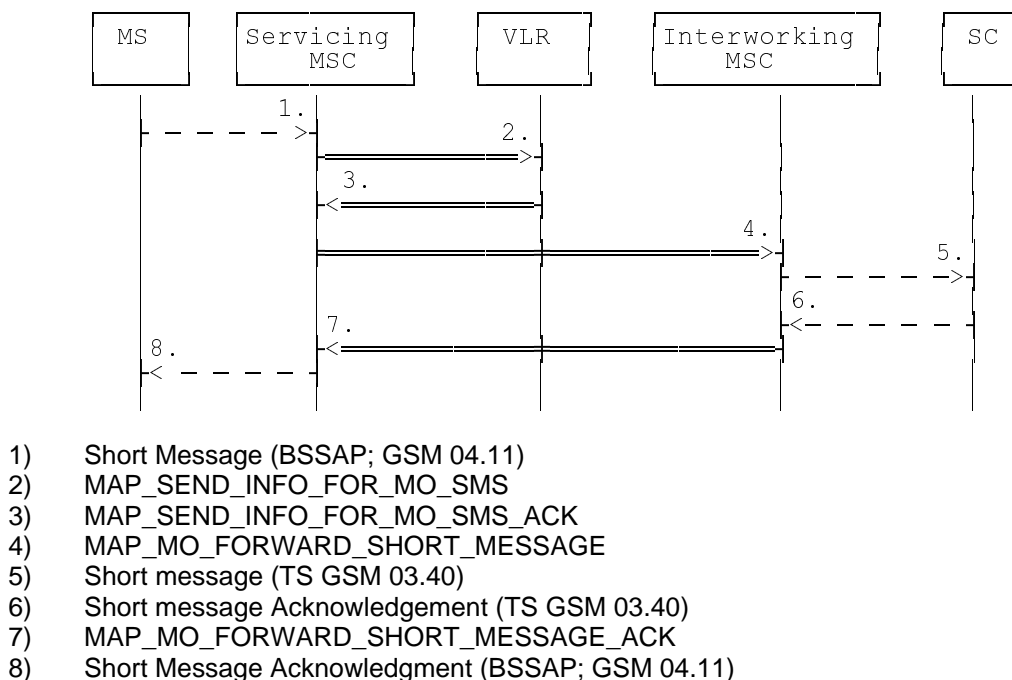 MS Servicing MSC VLR Interworking MSC SC
1.
2.
3.
4.
5.
6.
7.
8.
1) Short Message (BSSAP; GSM 04.11)
2) MAP_SEND_INFO_FOR_MO_SMS
3) MAP_SEND_INFO_FOR_MO_SMS_ACK
4) MAP_MO_FORWARD_SHORT_MESSAGE
5) Short message (TS GSM 03.40)
6) Short message Acknowledgement (TS GSM 03.40)
7) MAP_MO_FORWARD_SHORT_MESSAGE_ACK
8) Short Message Acknowledgment (BSSAP; GSM 04.11)